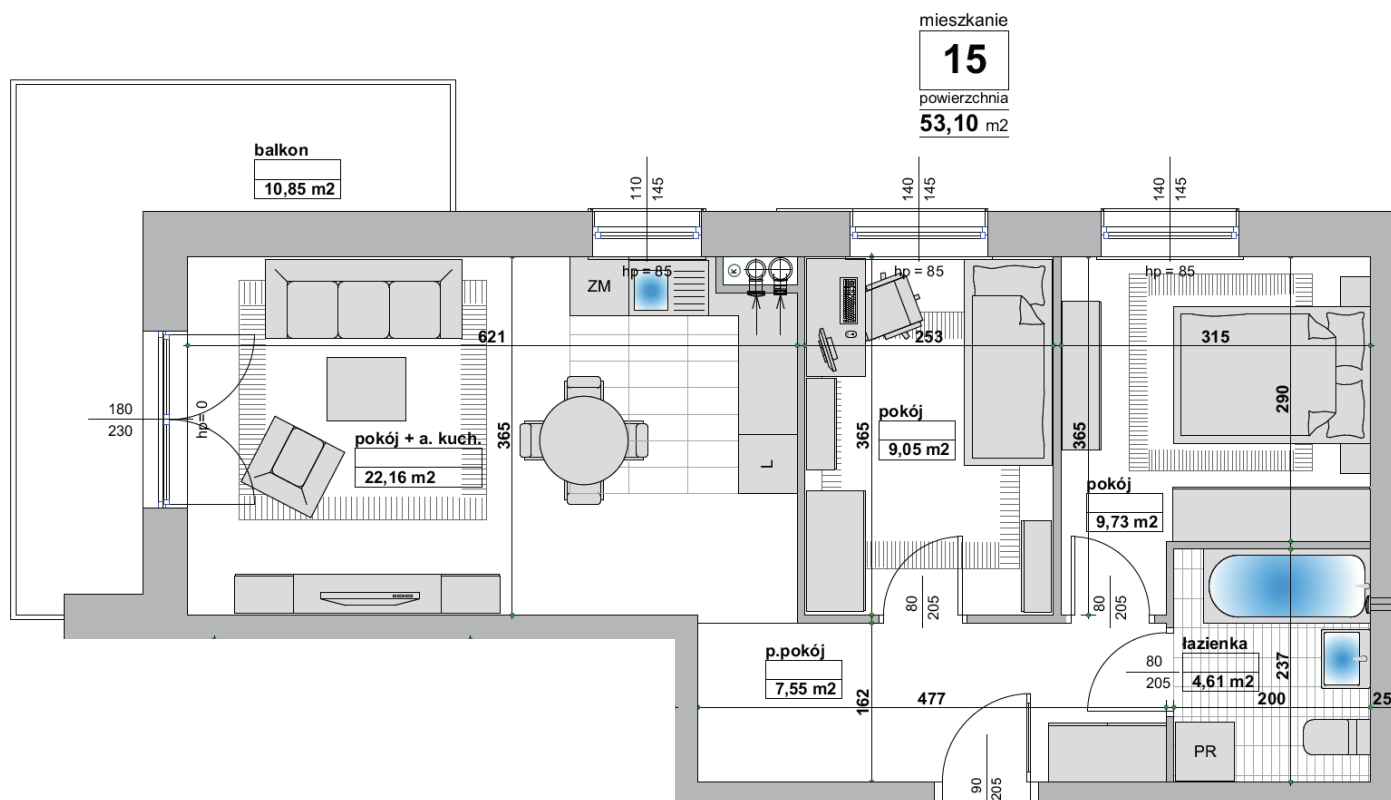 mieszkanie
15
powierzchnia
53,10 m2
balkon
10,85 m2
110
145
140
145
140
145
hp = 85
hp = 85
hp = 85
ZM
K
621
253
315
290
180
230
hp= 0
365
365
365
pokój + a. kuch.
22,16 m2
L
pokój
9,05 m2
pokój
9,73 m2
80
205
80
205
p.pokój
7,55 m2
162
477
80
205
łazienka
4,61 m2
237
200
25
PR
90
205